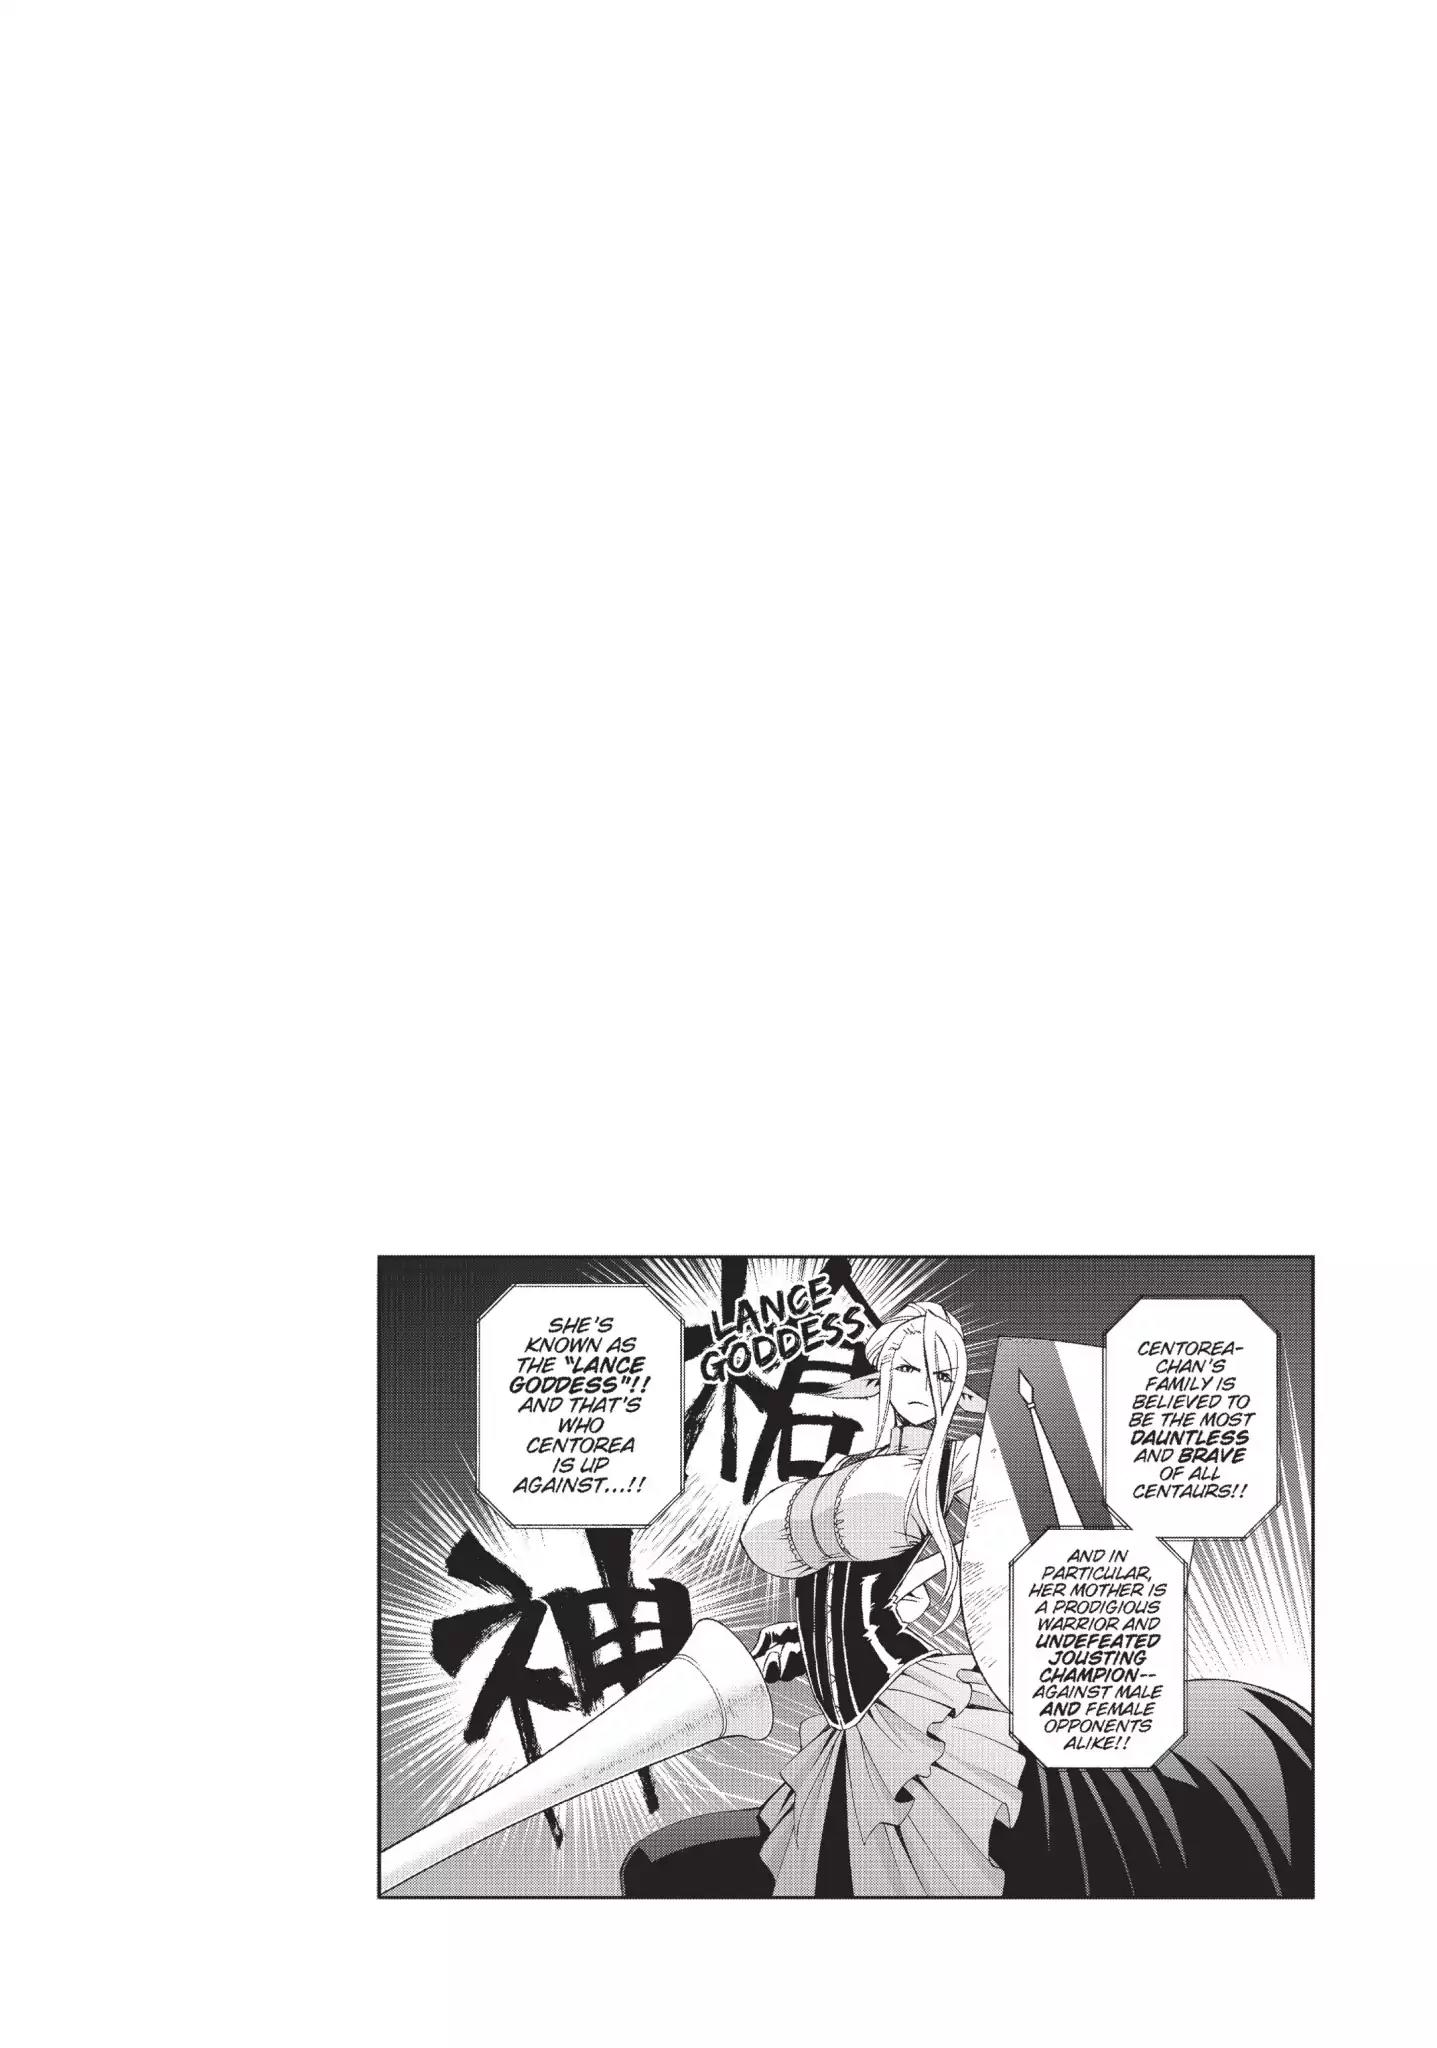 CENTOREA-
CHAN'S
FAMILY IS
BELIEVED TO
BE THE MOST
DAUNTLESS
AND BRAVE
OF ALL
CENTAURS!!
AND IN
PARTICULAR,
HER MOTHER IS
A PRODIGIOUS
WARRIOR AND
UNDEFEATED
JOUSTING
CHAMPION--
AGAINST MALE
AND FEMALE
OPPONENTS
ALIKE!!
LANCE
GODDESS
槍
神
SHE'S
KNOWN AS
THE "LANCE
GODDESS"!!
AND THAT'S
WHO
CENTOREA
IS UP
AGAINST...!!